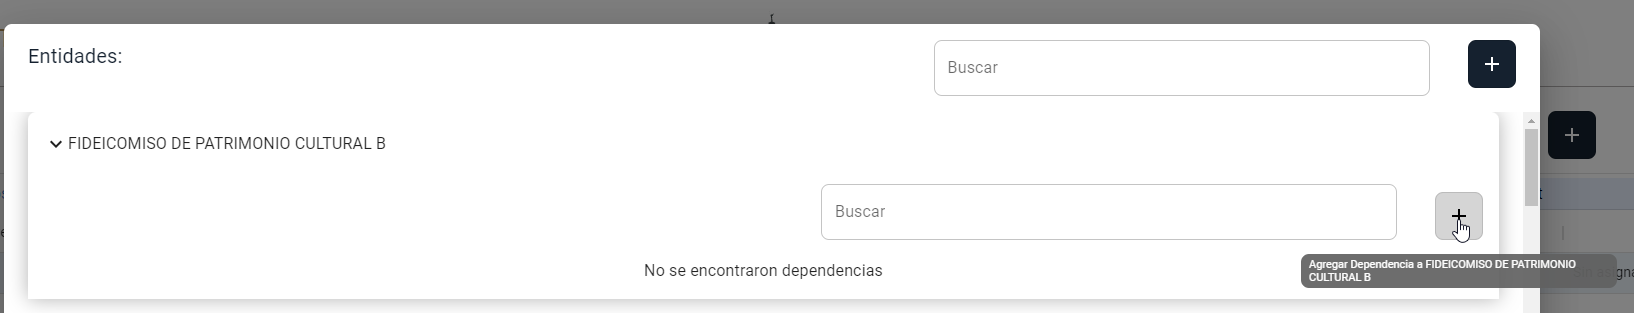 Entidades:
Buscar
FIDEICOMISO DE PATRIMONIO CULTURAL B
Buscar
No se encontraron dependencias
Agregar Dependencia a FIDEICOMISO DE PATRIMONIO
CULTURAL B